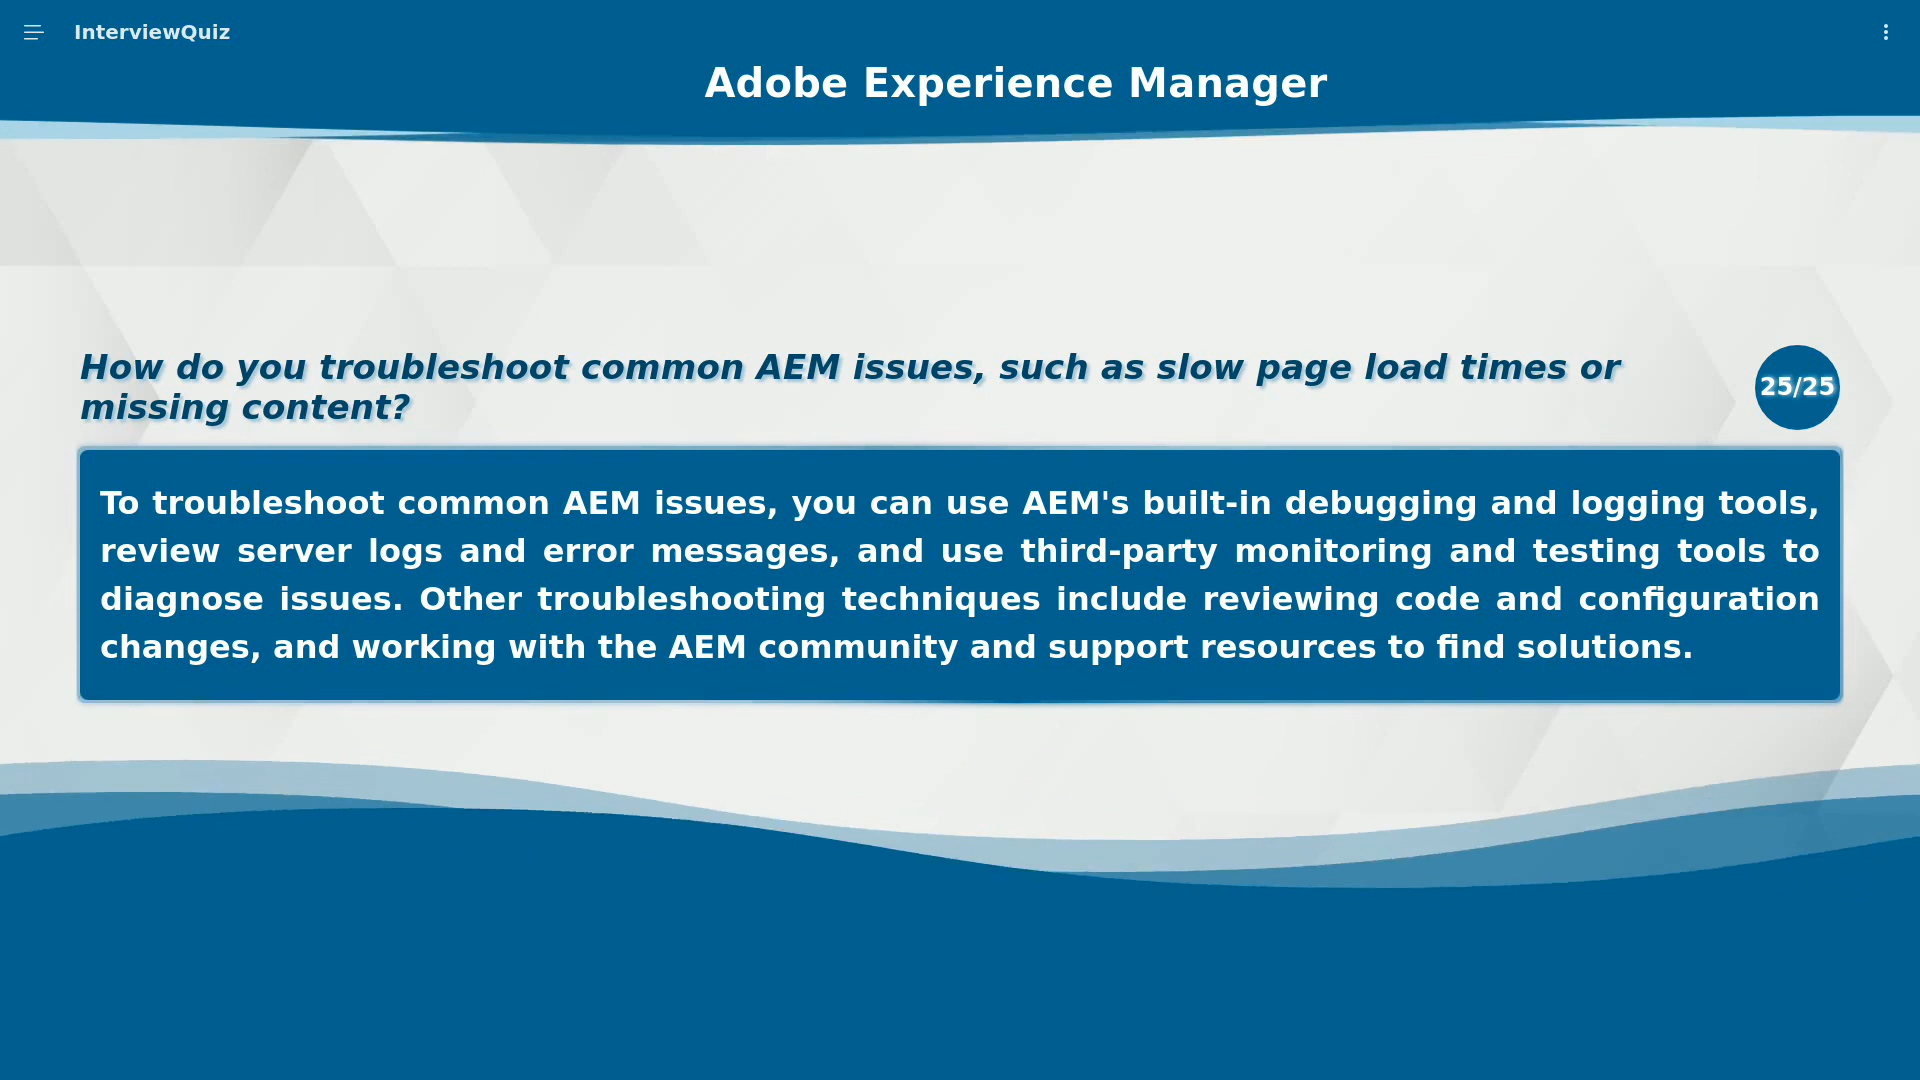 InterviewQuiz
Adobe Experience Manager
How do you troubleshoot common AEM issues, such as slow page load times or
missing content?
25/25
To troubleshoot common AEM issues, you can use AEM's built-in debugging and logging tools,
review server logs and error messages, and use third-party monitoring and testing tools to
diagnose issues. Other troubleshooting techniques include reviewing code and configuration
changes, and working with the AEM community and support resources to find solutions.